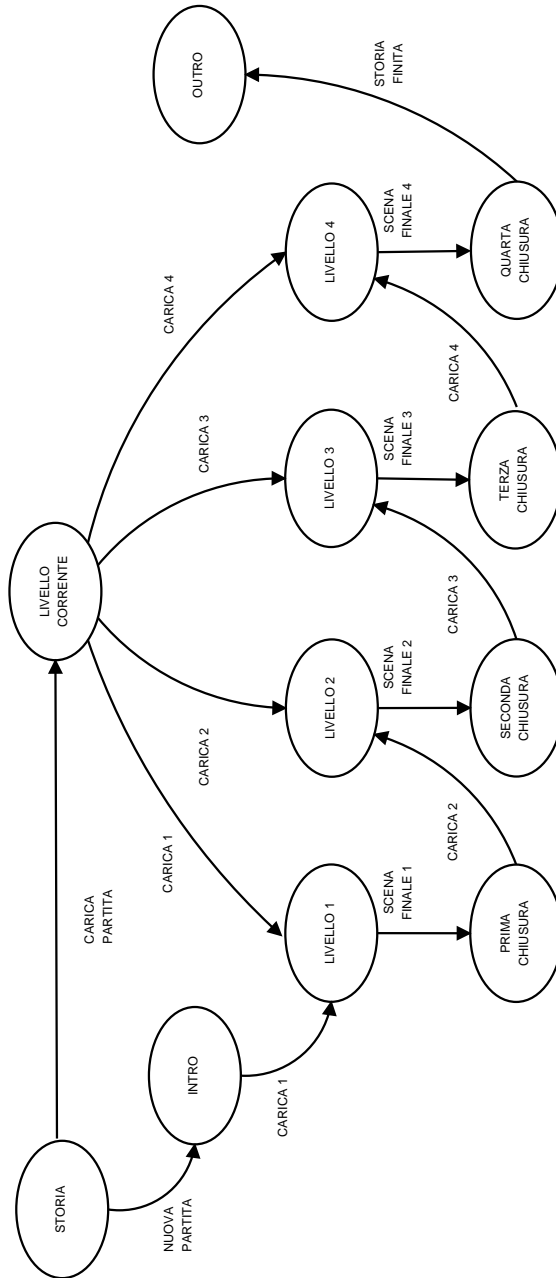 STORIA
NUOVA
PARTITA
CARICA
PARTITA
INTRO
CARICA 1
LIVELLO
CORRENTE
CARICA 1
CARICA 2
CARICA 3
CARICA 4
LIVELLO 1
LIVELLO 2
LIVELLO 3
LIVELLO 4
SCENA
FINALE 1
SCENA
FINALE 2
SCENA
FINALE 3
SCENA
FINALE 4
PRIMA
CHIUSURA
CARICA 2
SECONDA
CHIUSURA
CARICA 3
TERZA
CHIUSURA
CARICA 4
QUARTA
CHIUSURA
STORIA
FINITA
OUTRO